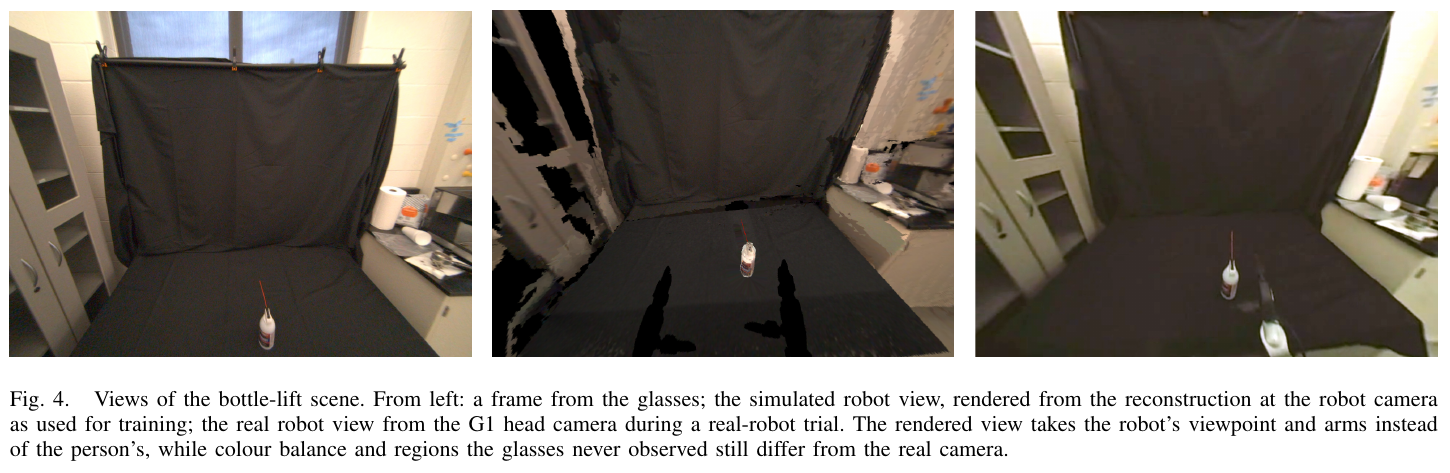 Fig. 4. Views of the bottle-lift scene. From left: a frame from the glasses; the simulated robot view, rendered from the reconstruction at the robot camera
as used for training; the real robot view from the G1 head camera during a real-robot trial. The rendered view takes the robot's viewpoint and arms instead
of the person's, while colour balance and regions the glasses never observed still differ from the real camera.